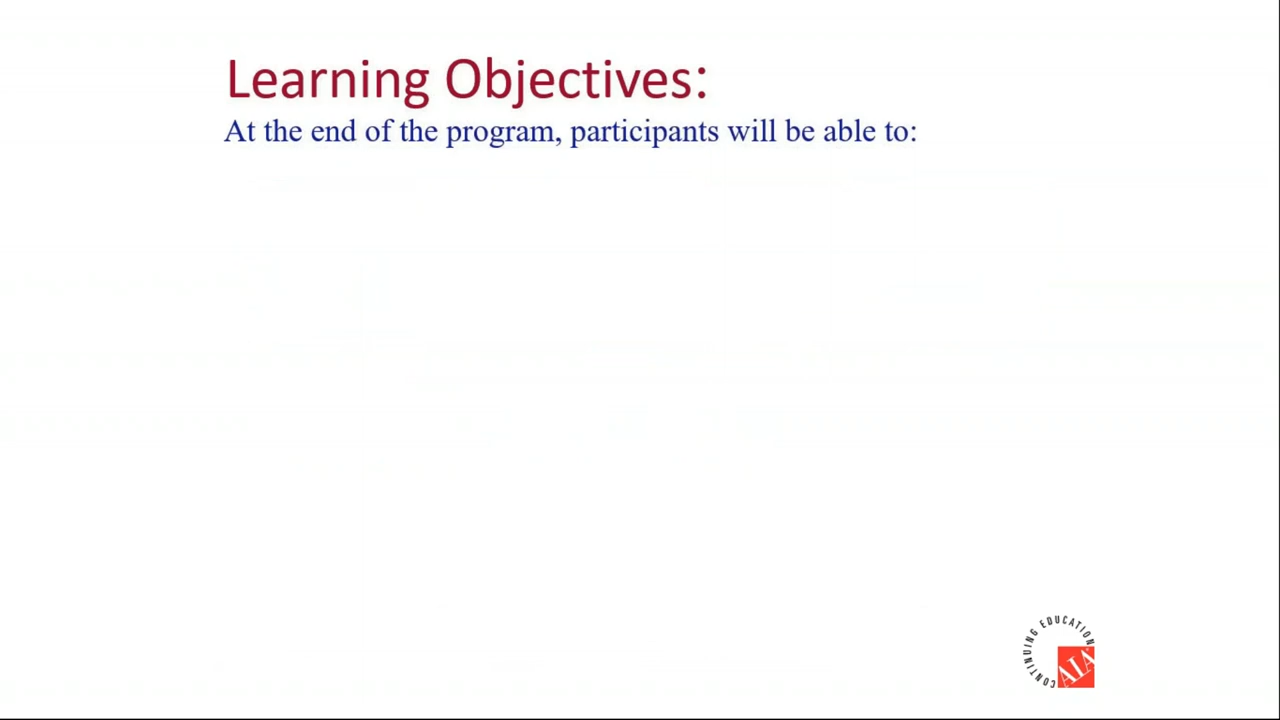 Learning Objectives:
At the end of the program, participants will be able to:
CONTINUING EDUCATION
AIA